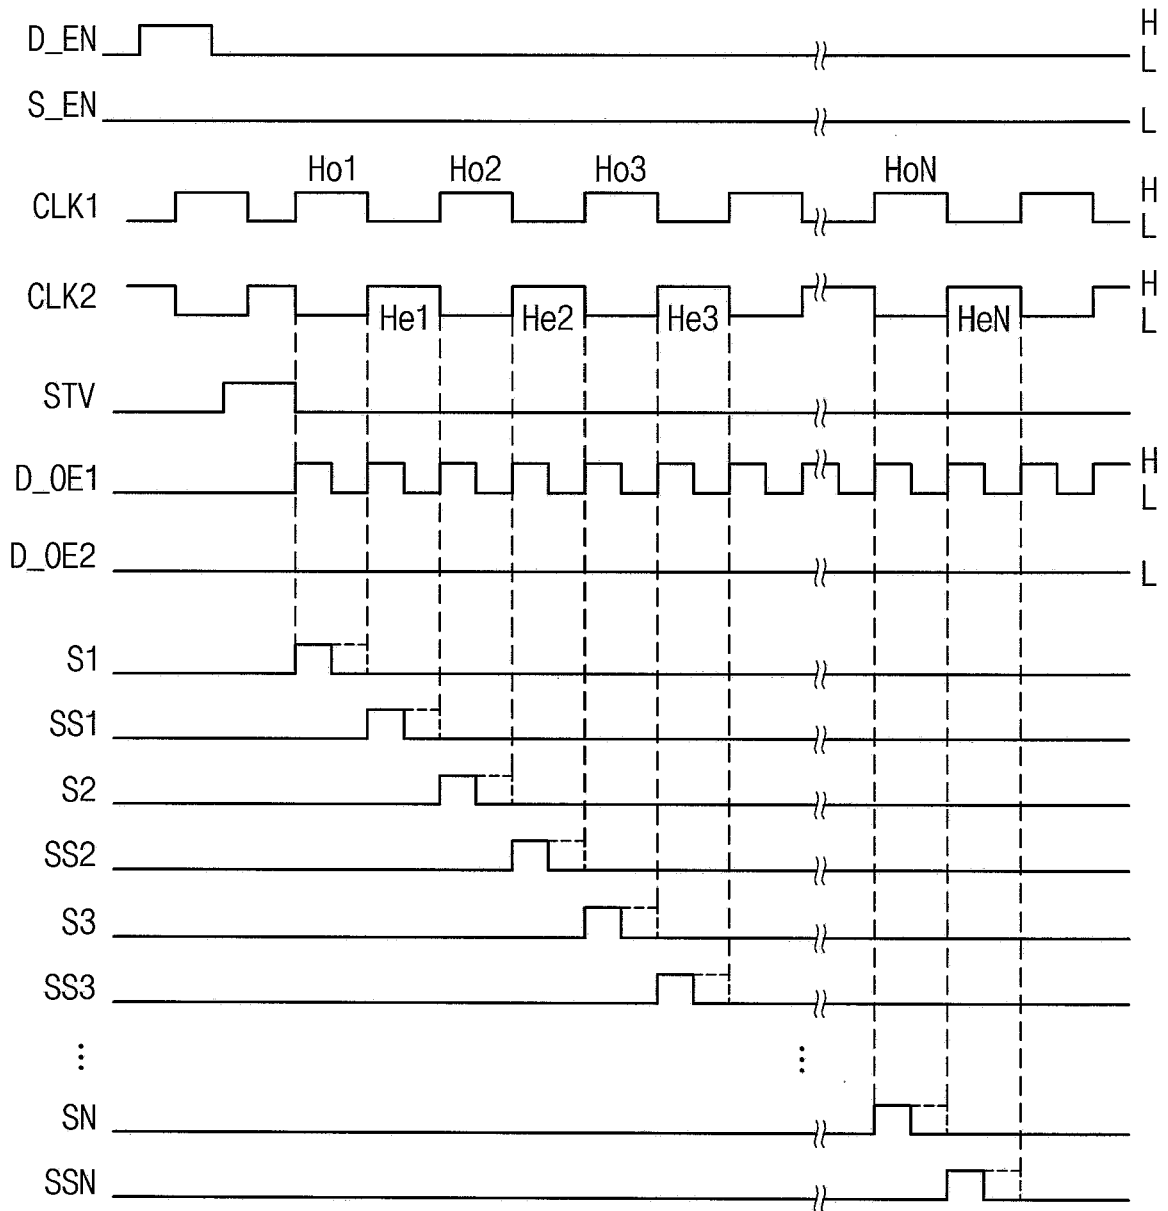 D_EN H
L
S_EN L
Ho1 Ho2 Ho3 HoN
CLK1 H
L
CLK2 H
He1 He2 He3 HeN L
STV
D_OE1 H
L
D_OE2 L
S1
SS1
S2
SS2
S3
SS3
⋮ ⋮
SN
SSN